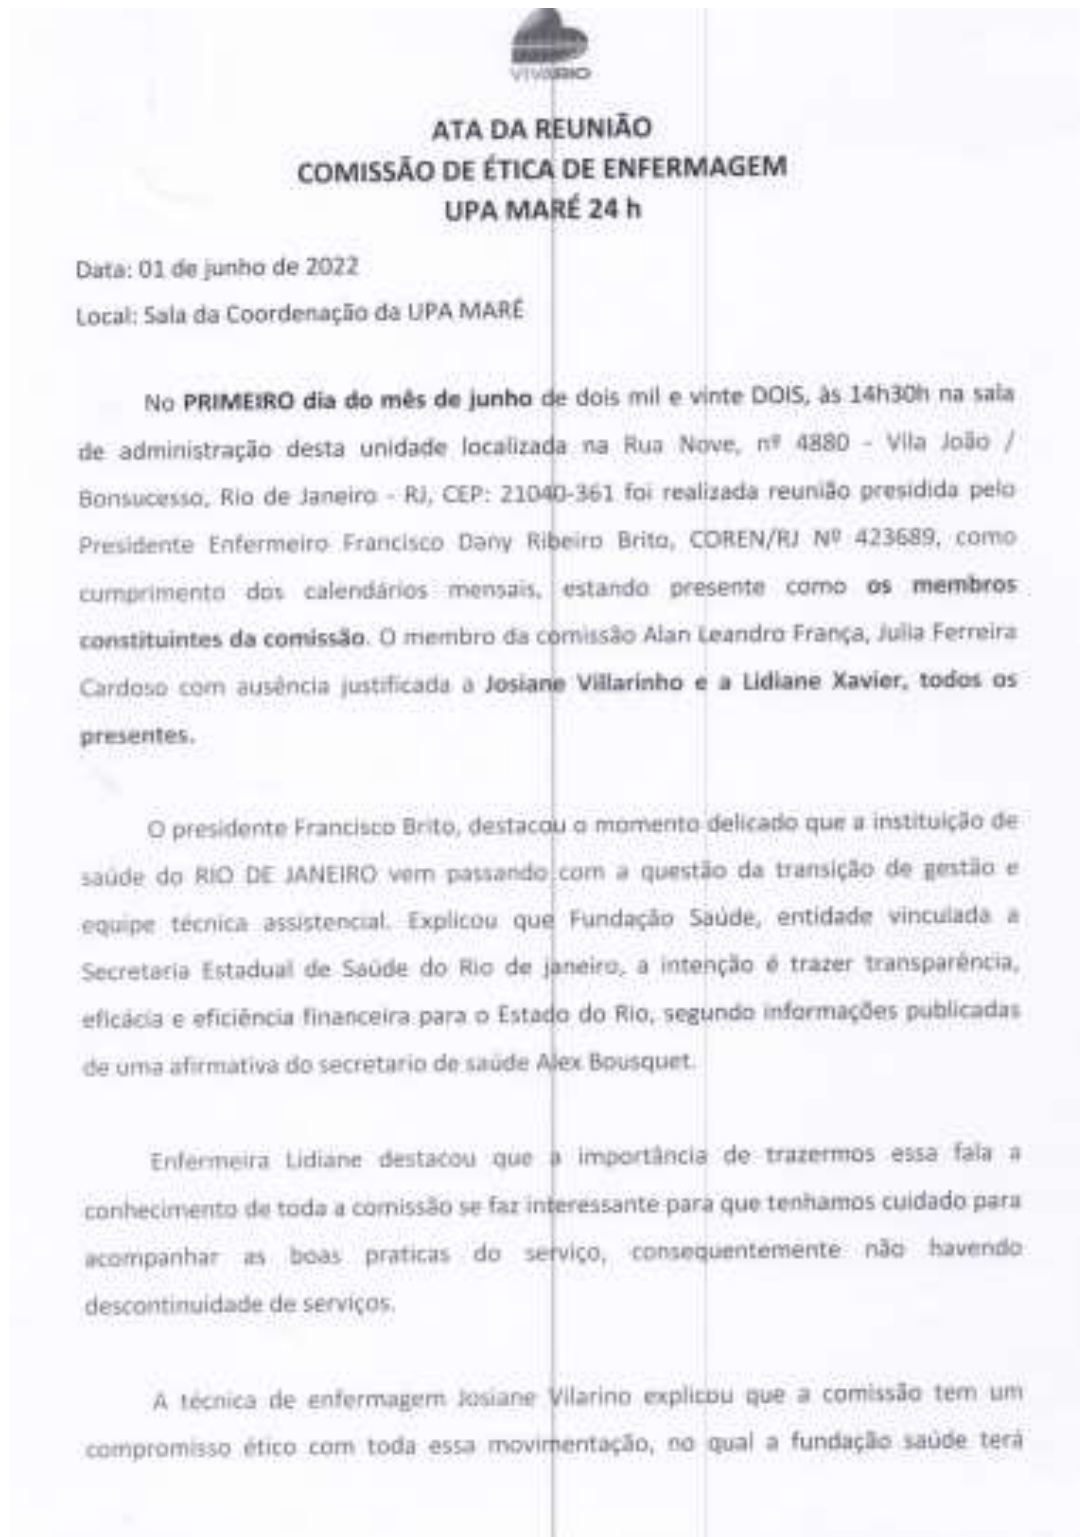 VIVARIO
ATA DA REUNIÃO
COMISSÃO DE ÉTICA DE ENFERMAGEM
UPA MARÉ 24 h
Data: 01 de junho de 2022
Local: Sala da Coordenação da UPA MARÉ
No PRIMEIRO dia do mês de junho de dois mil e vinte DOIS, às 14h30h na sala
de administração desta unidade localizada na Rua Nove, nº 4880 - Vila João /
Bonsucesso, Rio de Janeiro - RJ, CEP: 21040-361 foi realizada reunião presidida pelo
Presidente Enfermeiro Francisco Dany Ribeiro Brito, COREN/RJ Nº 423689, como
cumprimento dos calendários mensais, estando presente como os membros
constituintes da comissão. O membro da comissão Alan Leandro França, Julia Ferreira
Cardoso com ausência justificada a Josiane Villarinho e a Lidiane Xavier, todos os
presentes.
O presidente Francisco Brito, destacou o momento delicado que a instituição de
saúde do RIO DE JANEIRO vem passando com a questão da transição de gestão e
equipe técnica assistencial. Explicou que Fundação Saúde, entidade vinculada a
Secretaria Estadual de Saúde do Rio de janeiro, a intenção é trazer transparência,
eficácia e eficiência financeira para o Estado do Rio, segundo informações publicadas
de uma afirmativa do secretario de saúde Alex Bousquet.
Enfermeira Lidiane destacou que a importância de trazermos essa fala a
conhecimento de toda a comissão se faz interessante para que tenhamos cuidado para
acompanhar as boas praticas do serviço, consequentemente não havendo
descontinuidade de serviços.
A técnica de enfermagem Josiane Vilarino explicou que a comissão tem um
compromisso ético com toda essa movimentação, no qual a fundação saúde terá